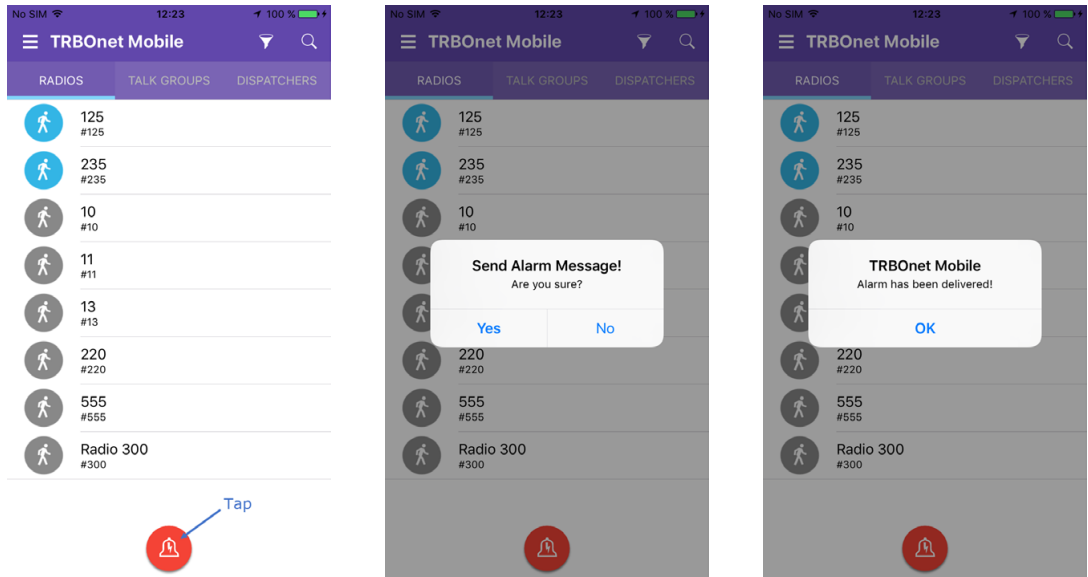 No SIM 12:23 100 %
TRBOnet Mobile
RADIOS TALK GROUPS DISPATCHERS
125
#125
235
#235
10
#10
11
#11
13
#13
220
#220
555
#555
Radio 300
#300
Tap
No SIM 12:23 100 %
TRBOnet Mobile
RADIOS TALK GROUPS DISPATCHERS
125
#125
235
#235
10
#10
Send Alarm Message!
Are you sure?
Yes No
220
#220
555
#555
Radio 300
#300
No SIM 12:23 100 %
TRBOnet Mobile
RADIOS TALK GROUPS DISPATCHERS
125
#125
235
#235
10
#10
TRBOnet Mobile
Alarm has been delivered!
OK
220
#220
555
#555
Radio 300
#300